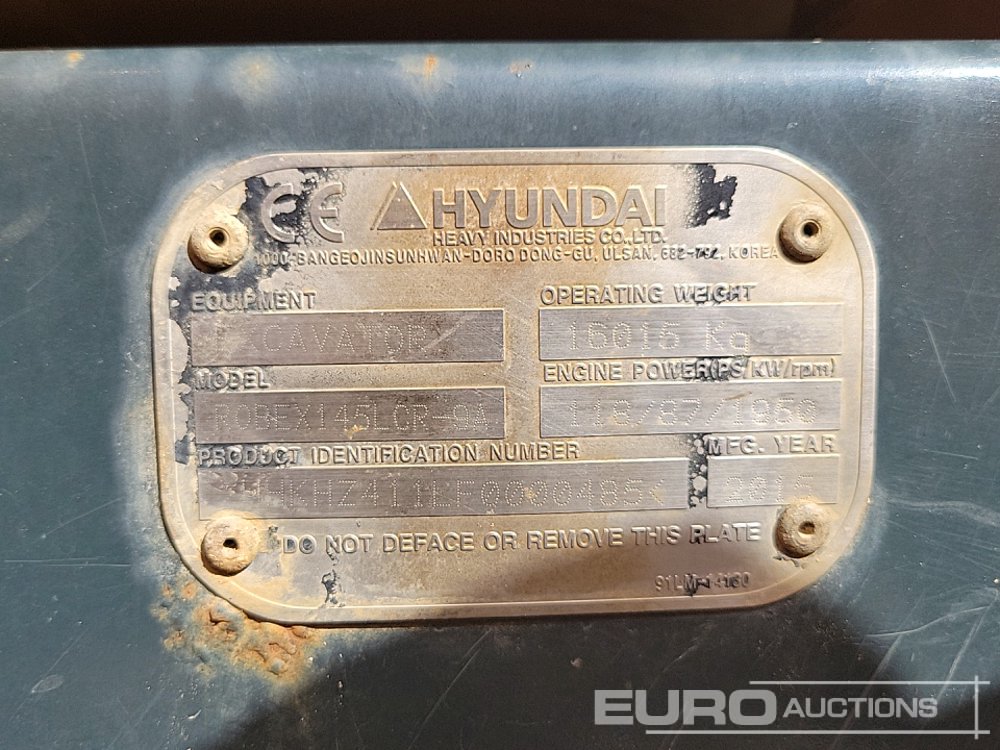 CE HYUNDAI
HEAVY INDUSTRIES CO., LTD.
1000 BANGEOJINSUNHWAN-DORO DONG-GU, ULSAN, 682-792, KOREA
EQUIPMENT
EXCAVATOR
OPERATING WEIGHT
16015 Kg
MODEL
ROBEX145LCR-9A
ENGINE POWER(PS/KW/rpm)
118/87/1950
PRODUCT IDENTIFICATION NUMBER
MFG. YEAR
2015
DO NOT DEFACE OR REMOVE THIS PLATE
EURO AUCTIONS